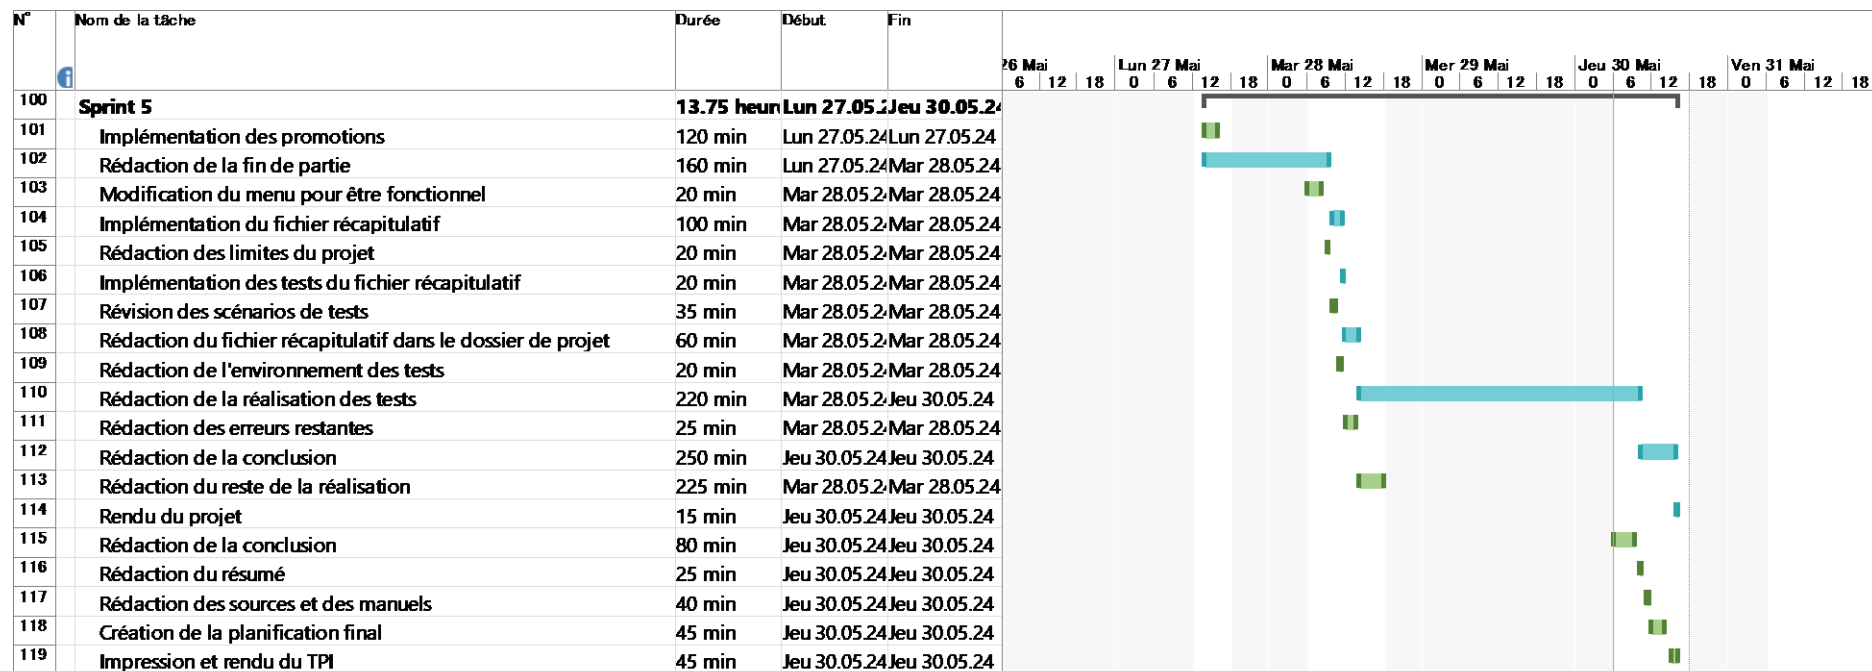 N° Nom de la tâche Durée Début Fin
26 Mai Lun 27 Mai Mar 28 Mai Mer 29 Mai Jeu 30 Mai Ven 31 Mai
6 12 18 0 6 12 18 0 6 12 18 0 6 12 18 0 6 12 18 0 6 12 18
100 Sprint 5 13.75 heur Lun 27.05.2 Jeu 30.05.24
101 Implémentation des promotions 120 min Lun 27.05.24 Lun 27.05.24
102 Rédaction de la fin de partie 160 min Lun 27.05.24 Mar 28.05.24
103 Modification du menu pour être fonctionnel 20 min Mar 28.05.24 Mar 28.05.24
104 Implémentation du fichier récapitulatif 100 min Mar 28.05.24 Mar 28.05.24
105 Rédaction des limites du projet 20 min Mar 28.05.24 Mar 28.05.24
106 Implémentation des tests du fichier récapitulatif 20 min Mar 28.05.24 Mar 28.05.24
107 Révision des scénarios de tests 35 min Mar 28.05.24 Mar 28.05.24
108 Rédaction du fichier récapitulatif dans le dossier de projet 60 min Mar 28.05.24 Mar 28.05.24
109 Rédaction de l'environnement des tests 20 min Mar 28.05.24 Mar 28.05.24
110 Rédaction de la réalisation des tests 220 min Mar 28.05.24 Jeu 30.05.24
111 Rédaction des erreurs restantes 25 min Mar 28.05.24 Mar 28.05.24
112 Rédaction de la conclusion 250 min Jeu 30.05.24 Jeu 30.05.24
113 Rédaction du reste de la réalisation 225 min Mar 28.05.24 Mar 28.05.24
114 Rendu du projet 15 min Jeu 30.05.24 Jeu 30.05.24
115 Rédaction de la conclusion 80 min Jeu 30.05.24 Jeu 30.05.24
116 Rédaction du résumé 25 min Jeu 30.05.24 Jeu 30.05.24
117 Rédaction des sources et des manuels 40 min Jeu 30.05.24 Jeu 30.05.24
118 Création de la planification final 45 min Jeu 30.05.24 Jeu 30.05.24
119 Impression et rendu du TPI 45 min Jeu 30.05.24 Jeu 30.05.24